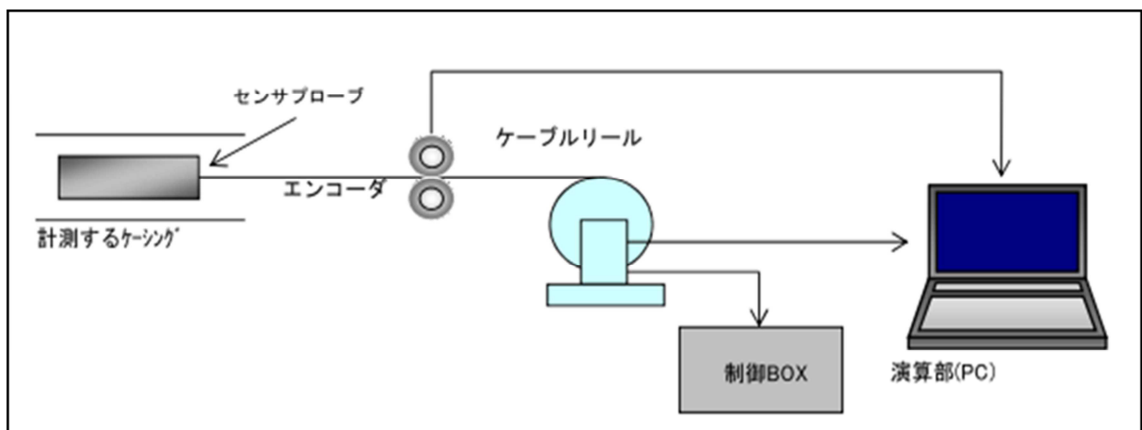 センサプローブ
ケーブルリール
エンコーダ
計測するｹｰｼﾝｸﾞ
制御BOX
演算部(PC)